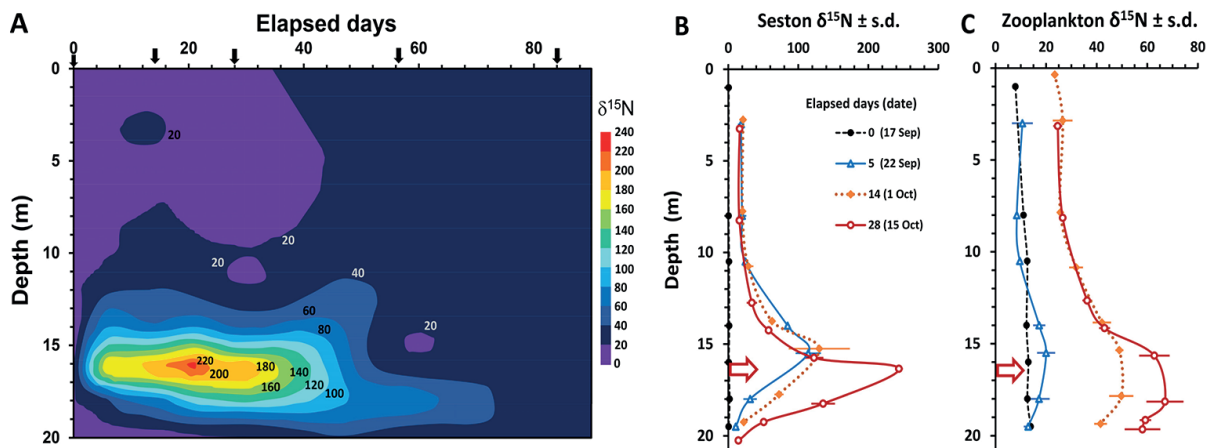 A
Elapsed days
0 20 40 60 80
Depth (m)
0
5
10
15
20
20
20
20
40
60
80
20
220
200
180
160
140
120
100
δ15N
240
220
200
180
160
140
120
100
80
60
40
20
0
B
Seston δ15N ± s.d.
0 100 200 300
Depth (m)
0
5
10
15
20
Elapsed days (date)
0 (17 Sep)
5 (22 Sep)
14 (1 Oct)
28 (15 Oct)
C
Zooplankton δ15N ± s.d.
0 20 40 60 80
0
5
10
15
20